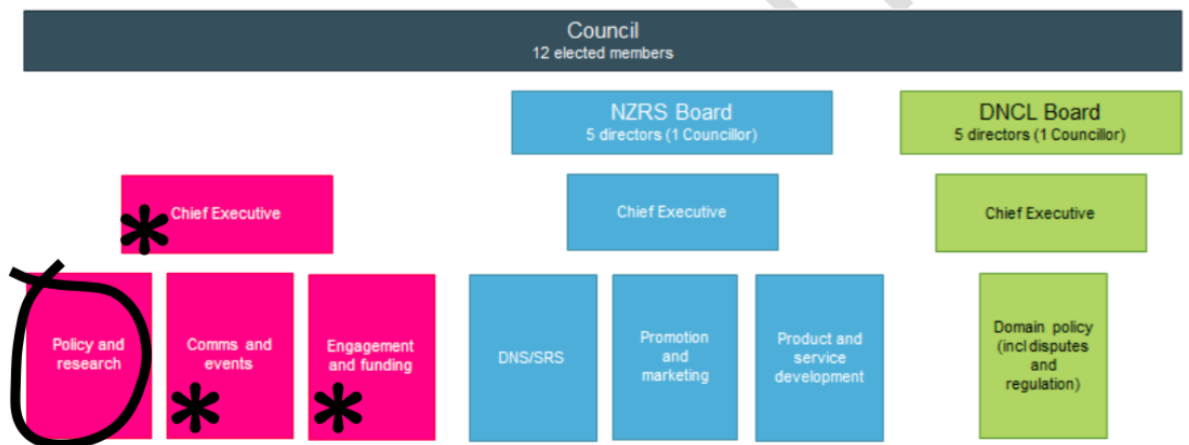 Council
12 elected members
NZRS Board
5 directors (1 Councillor)
DNCL Board
5 directors (1 Councillor)
Chief Executive
Chief Executive
Chief Executive
Policy and
research
Comms and
events
Engagement
and funding
DNS/SRS
Promotion
and
marketing
Product and
service
development
Domain policy
(incl disputes
and
regulation)